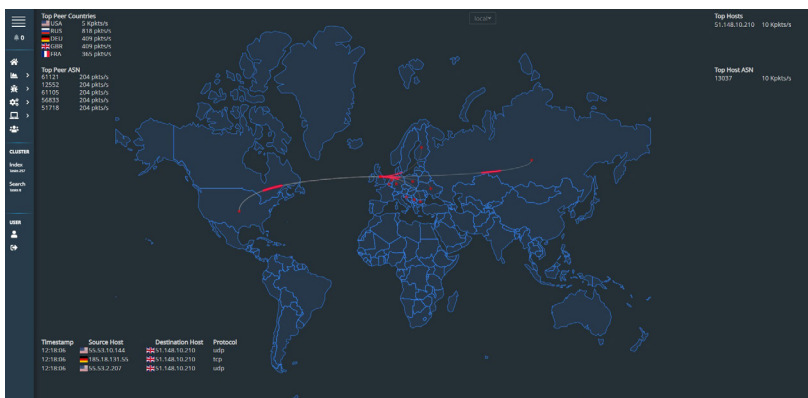 0
CLUSTER
Index
Search
USER
Top Peer Countries
USA 5 Kpkts/s
RUS 818 pkts/s
DEU 409 pkts/s
GBR 409 pkts/s
FRA 365 pkts/s
Top Peer ASN
61121 204 pkts/s
12552 204 pkts/s
61105 204 pkts/s
56833 204 pkts/s
51718 204 pkts/s
local
Top Hosts
51.148.10.210 10 Kpkts/s
Top Host ASN
13037 10 Kpkts/s
Timestamp Source Host Destination Host Protocol
12:18:06 55.53.10.144 51.148.10.210 udp
12:18:06 185.18.131.55 51.148.10.210 tcp
12:18:06 55.53.2.207 51.148.10.210 udp